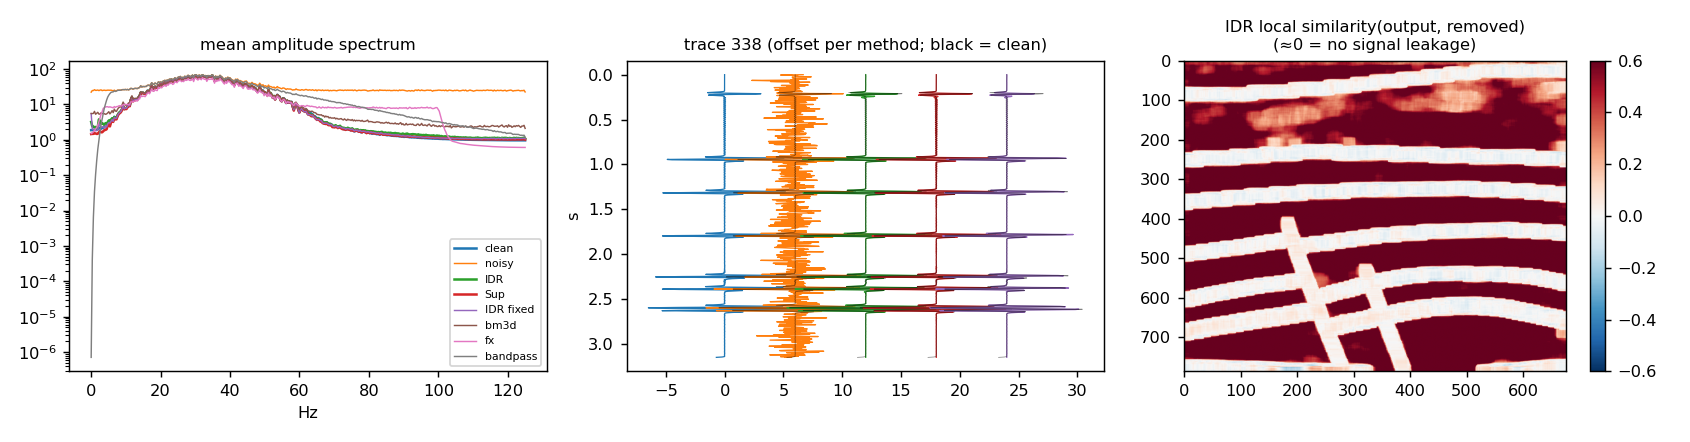 mean amplitude spectrum
10²
10¹
10⁰
10⁻¹
10⁻²
10⁻³
10⁻⁴
10⁻⁵
10⁻⁶
clean
noisy
IDR
Sup
IDR fixed
bm3d
fx
bandpass
0 20 40 60 80 100 120
Hz
trace 338 (offset per method; black = clean)
s
0.0
0.5
1.0
1.5
2.0
2.5
3.0
−5 0 5 10 15 20 25 30
IDR local similarity(output, removed)
(≈0 = no signal leakage)
0
100
200
300
400
500
600
700
0 100 200 300 400 500 600
0.6
0.4
0.2
0.0
−0.2
−0.4
−0.6